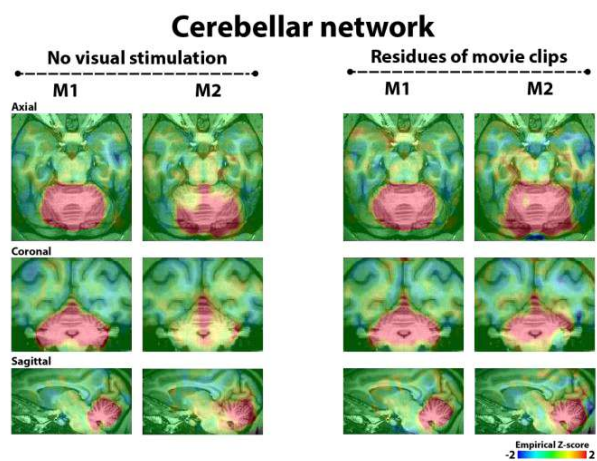 Cerebellar network
No visual stimulation
Residues of movie clips
M1
M2
M1
M2
Axial
Coronal
Sagittal
Empirical Z-score
-2
2